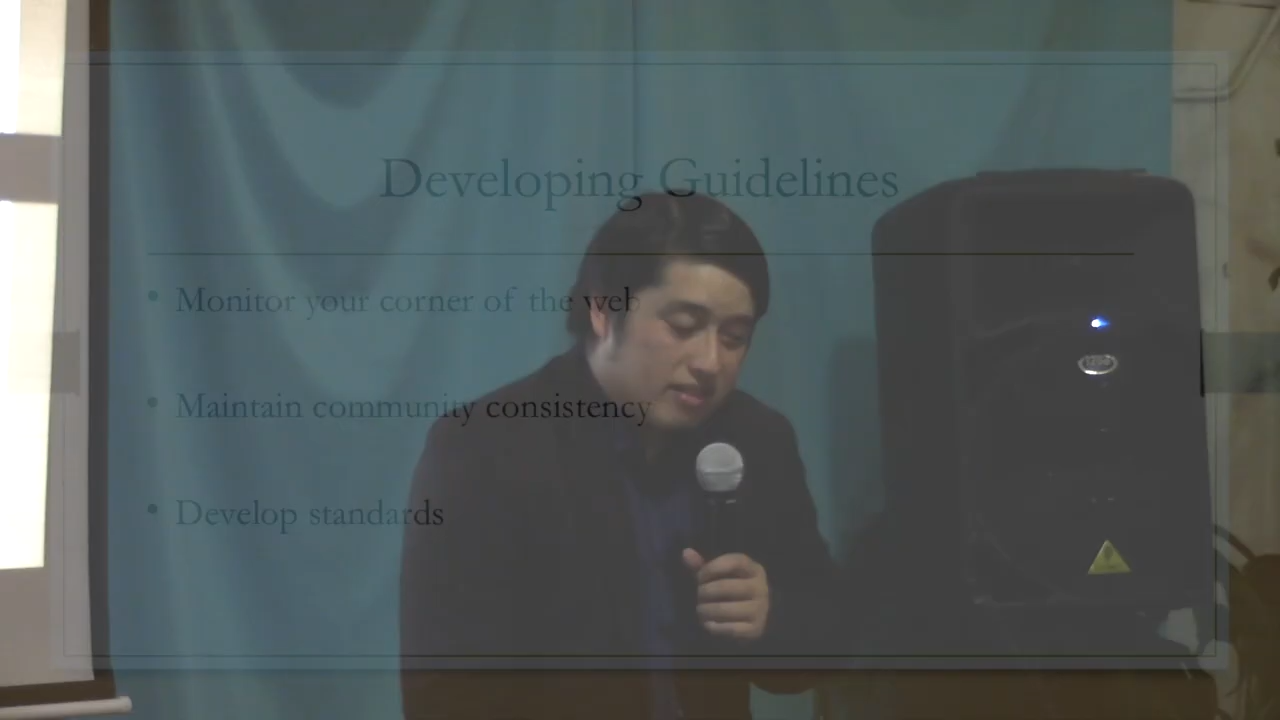 Developing Guidelines
• Monitor your corner of the web
• Maintain community consistency
• Develop standards